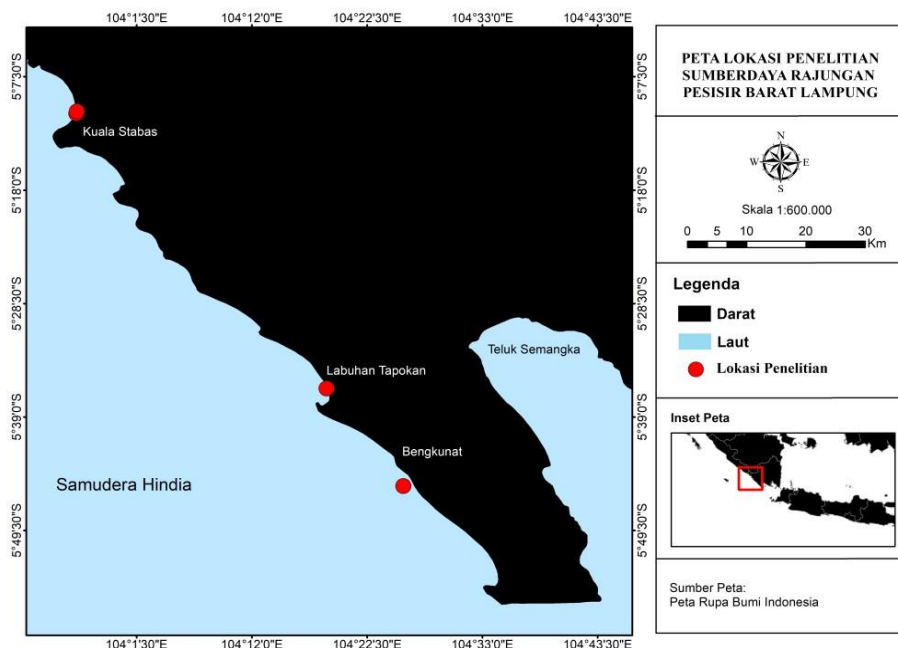 104°1'30"E 104°12'0"E 104°22'30"E 104°33'0"E 104°43'30"E
5°7'30"S
5°18'0"S
5°28'30"S
5°39'0"S
5°49'30"S
Kuala Stabas
Teluk Semangka
Labuhan Tapokan
Bengkunat
Samudera Hindia
5°7'30"S
5°18'0"S
5°28'30"S
5°39'0"S
5°49'30"S
104°1'30"E 104°12'0"E 104°22'30"E 104°33'0"E 104°43'30"E
PETA LOKASI PENELITIAN
SUMBERDAYA RAJUNGAN
PESISIR BARAT LAMPUNG
N
W E
S
Skala 1:600.000
0 5 10 20 30
Km
Legenda
Darat
Laut
Lokasi Penelitian
Inset Peta
Sumber Peta:
Peta Rupa Bumi Indonesia